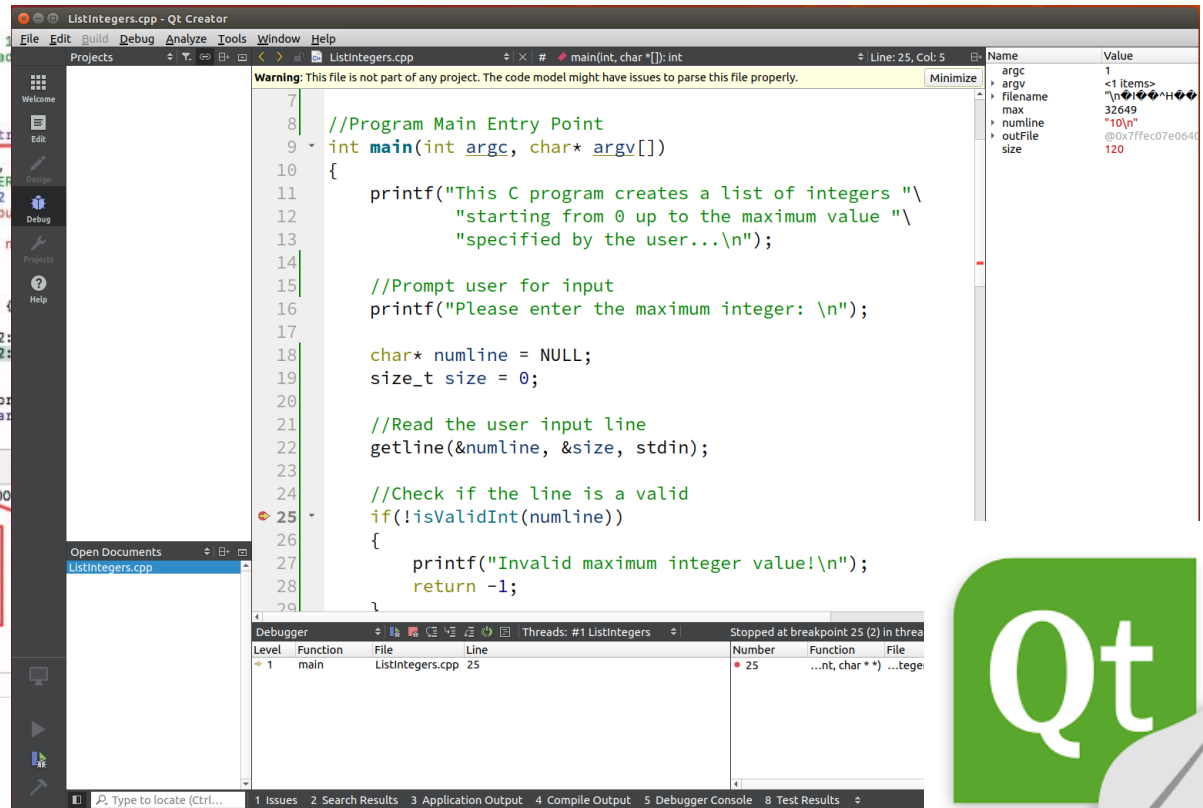 ListIntegers.cpp - Qt Creator
File Edit Build Debug Analyze Tools Window Help
Projects
ListIntegers.cpp # main(int, char *[]): int Line: 25, Col: 5
Warning: This file is not part of any project. The code model might have issues to parse this file properly. Minimize
Welcome
Edit
Design
Debug
Projects
Help
7
8 //Program Main Entry Point
9 int main(int argc, char* argv[])
10 {
11 printf("This C program creates a list of integers "\
12 "starting from 0 up to the maximum value "\
13 "specified by the user...\n");
14
15 //Prompt user for input
16 printf("Please enter the maximum integer: \n");
17
18 char* numline = NULL;
19 size_t size = 0;
20
21 //Read the user input line
22 getline(&numline, &size, stdin);
23
24 //Check if the line is a valid
25 if(!isValidInt(numline))
26 {
27 printf("Invalid maximum integer value!\n");
28 return -1;
29 }
Name Value
argc 1
argv <1 items>
filename "\n�I��^H��
max 32649
numline "10\n"
outFile @0x7ffec07e0640
size 120
Open Documents
ListIntegers.cpp
Debugger Threads: #1 ListIntegers Stopped at breakpoint 25 (2) in threa
Level Function File Line
1 main ListIntegers.cpp 25
Number Function File
25 ...nt, char * *) ...tege
Type to locate (Ctrl... 1 Issues 2 Search Results 3 Application Output 4 Compile Output 5 Debugger Console 8 Test Results
Qt